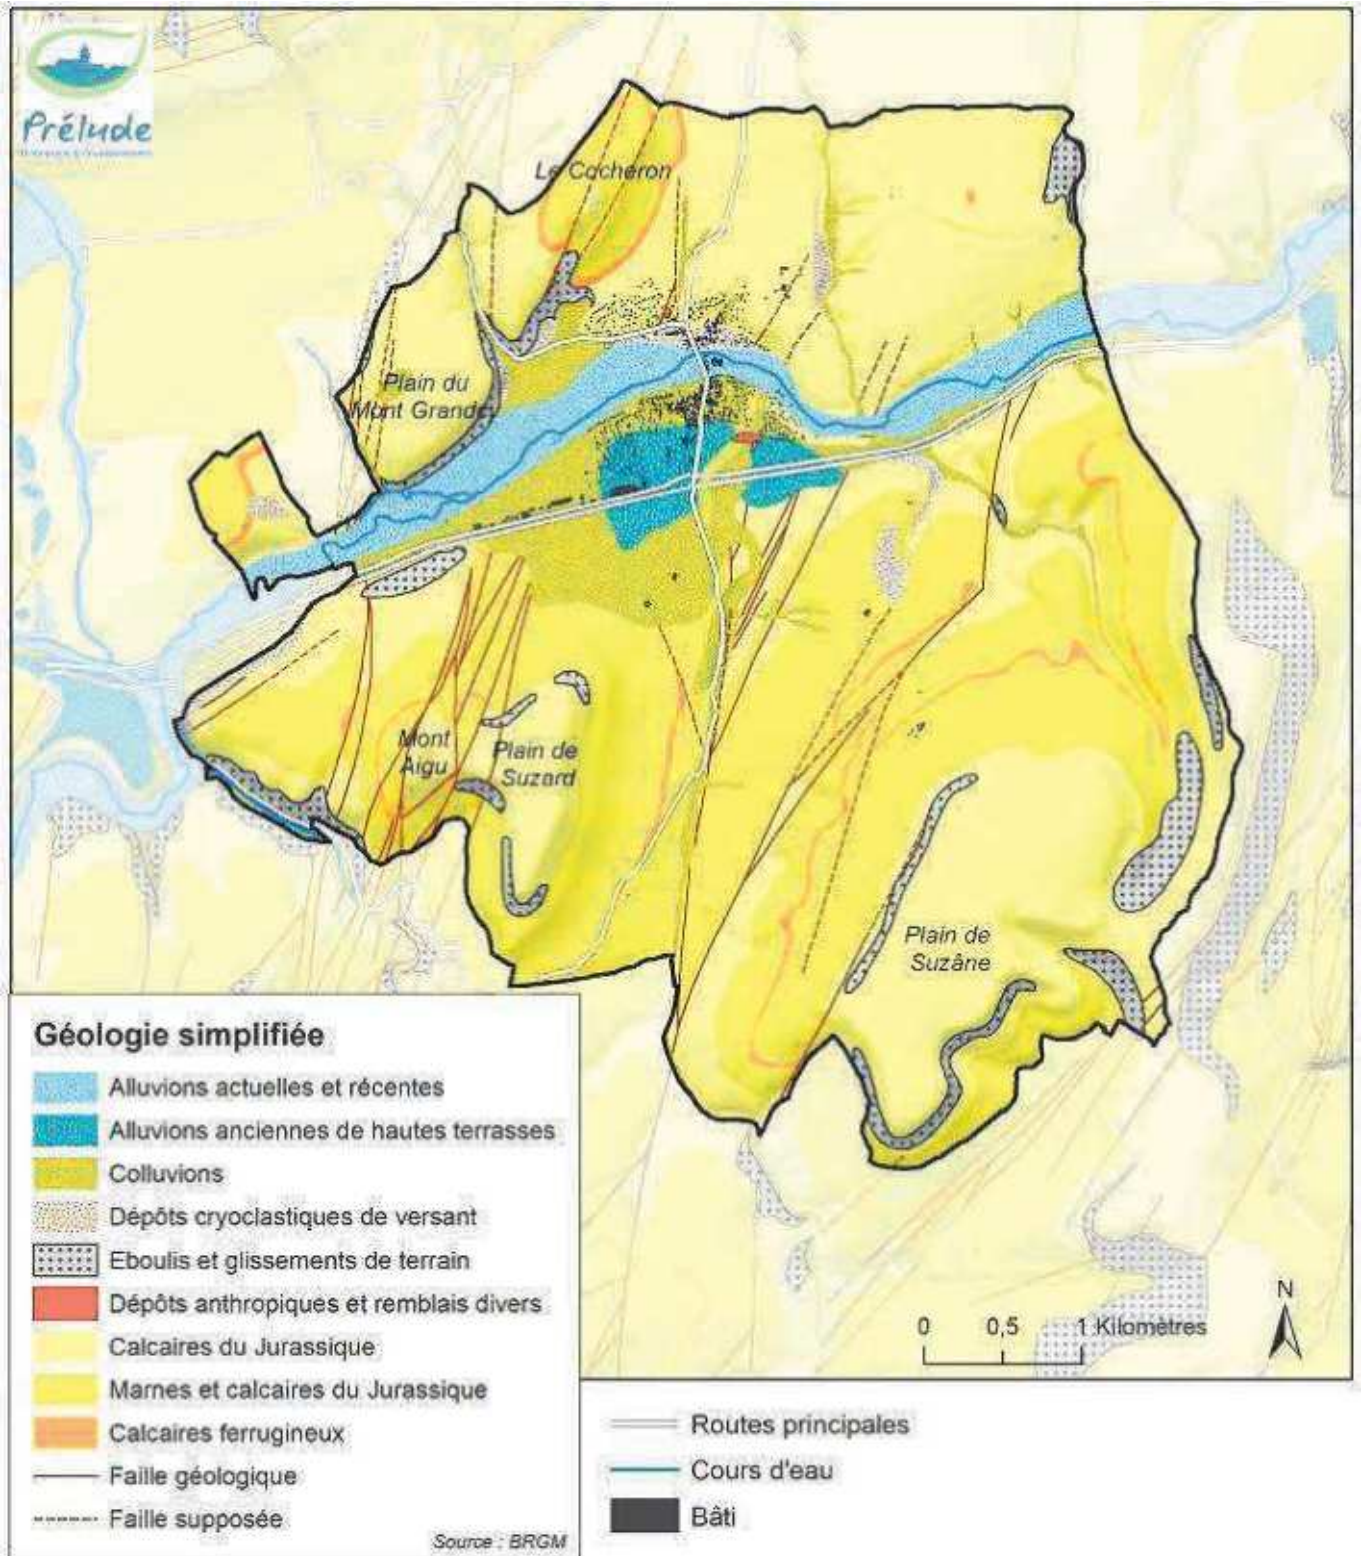 Prélude
Le Cocheron
Plain du
Mont Grand
Mont
Aigu
Plain de
Suzard
Plain de
Suzâne
Géologie simplifiée
Alluvions actuelles et récentes
Alluvions anciennes de hautes terrasses
Colluvions
Dépôts cryoclastiques de versant
Eboulis et glissements de terrain
Dépôts anthropiques et remblais divers
Calcaires du Jurassique
Marnes et calcaires du Jurassique
Calcaires ferrugineux
Faille géologique
Faille supposée
Source : BRGM
N
0 0,5 1 Kilomètres
Routes principales
Cours d'eau
Bâti